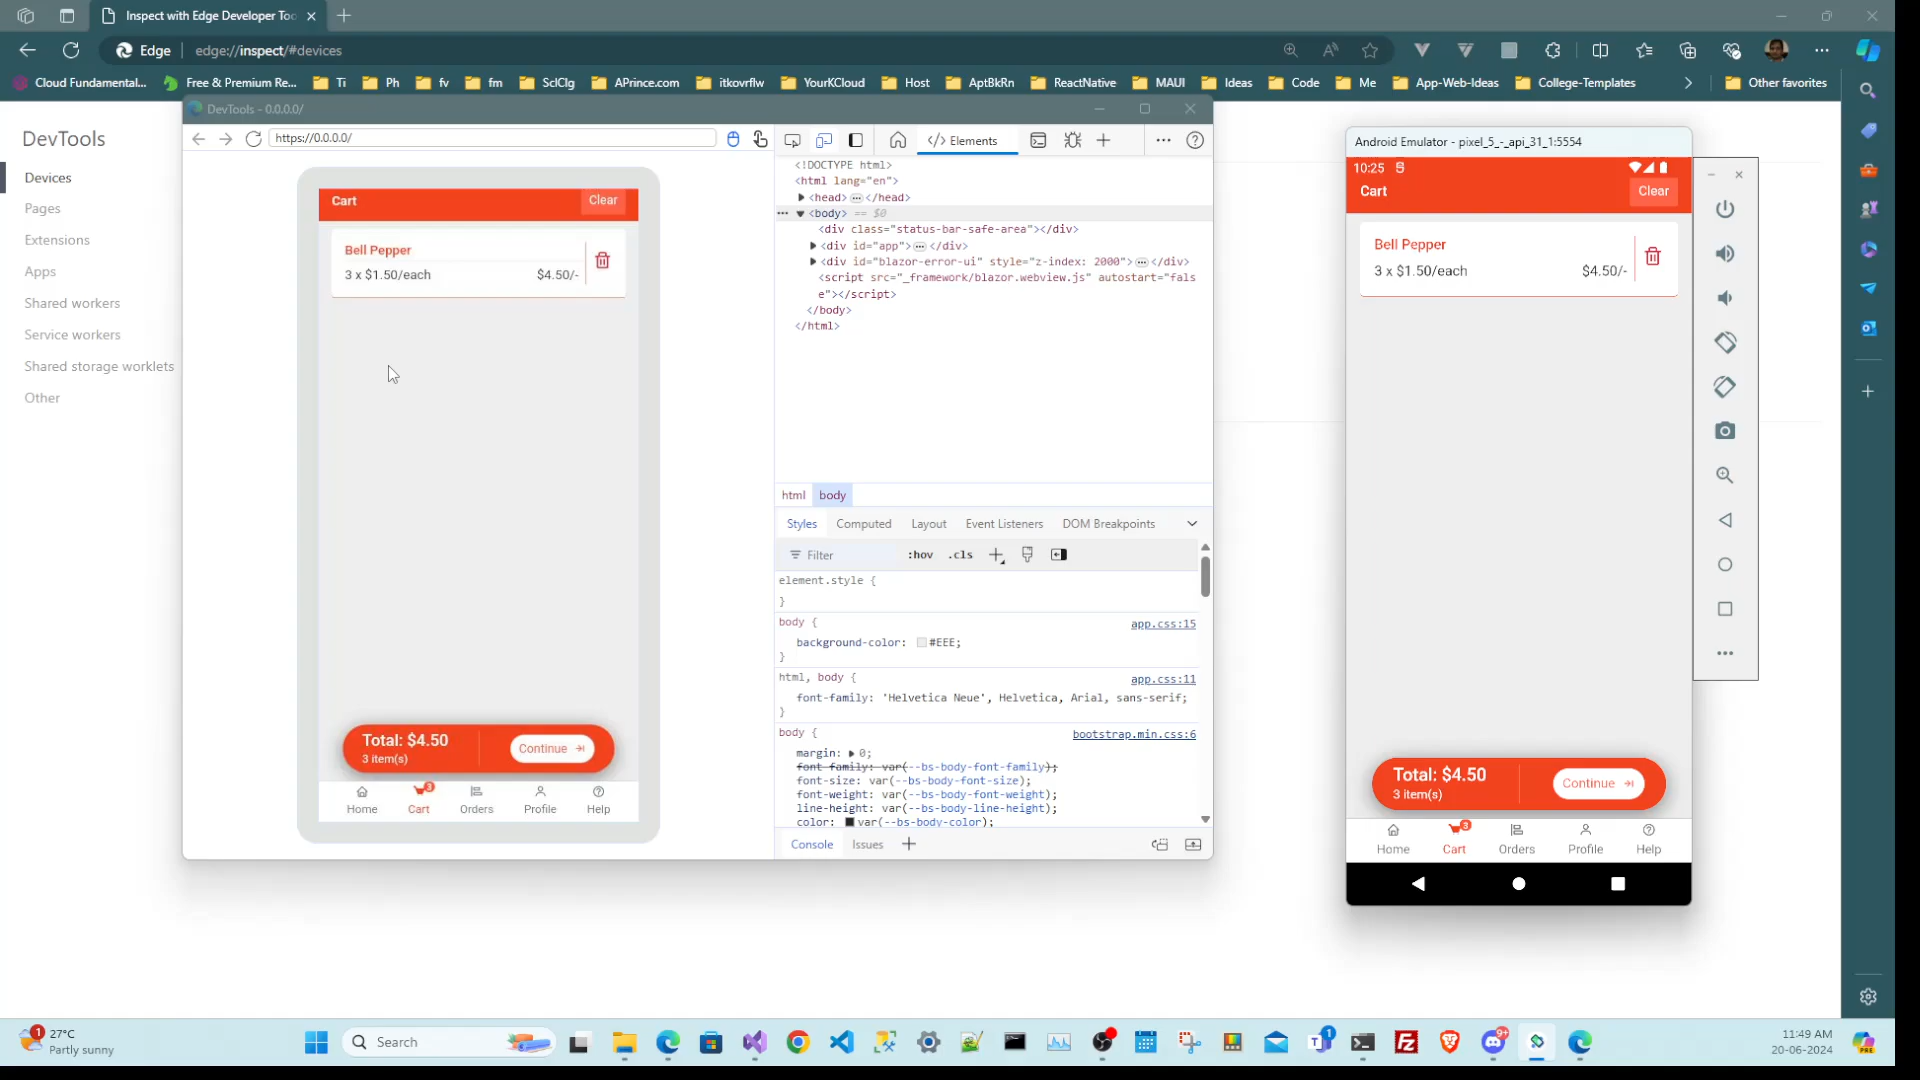 Inspect with Edge Developer Too
Edge
edge://inspect/#devices
Cloud Fundamental...
Free & Premium Re...
Ti
Ph
fv
fm
SclClg
APrince.com
itkovrflw
YourKCloud
Host
AptBkRn
ReactNative
MAUI
Ideas
Code
Me
App-Web-Ideas
College-Templates
Other favorites
DevTools
Devices
Pages
Extensions
Apps
Shared workers
Service workers
Shared storage worklets
Other
DevTools - 0.0.0.0/
https://0.0.0.0/
Elements
Cart
Clear
Bell Pepper
3 x $1.50/each
$4.50/-
Total: $4.50
3 item(s)
Continue
3
Home
Cart
Orders
Profile
Help
<!DOCTYPE html>
<html lang="en">
<head> </head>
<body> == $0
<div class="status-bar-safe-area"></div>
<div id="app"> </div>
<div id="blazor-error-ui" style="z-index: 2000"> </div>
<script src="_framework/blazor.webview.js" autostart="fals
e"></script>
</body>
</html>
html
body
Styles
Computed
Layout
Event Listeners
DOM Breakpoints
Filter
:hov
.cls
element.style {
}
body {
app.css:15
background-color: #EEE;
}
html, body {
app.css:11
font-family: 'Helvetica Neue', Helvetica, Arial, sans-serif;
}
body {
bootstrap.min.css:6
margin: 0;
font-family: var(--bs-body-font-family);
font-size: var(--bs-body-font-size);
font-weight: var(--bs-body-font-weight);
line-height: var(--bs-body-line-height);
color: var(--bs-body-color);
Console
Issues
Android Emulator - pixel_5_-_api_31_1:5554
10:25
Cart
Clear
Bell Pepper
3 x $1.50/each
$4.50/-
Total: $4.50
3 item(s)
Continue
3
Home
Cart
Orders
Profile
Help
1
27°C
Partly sunny
Search
1
9+
11:49 AM
20-06-2024
PRE